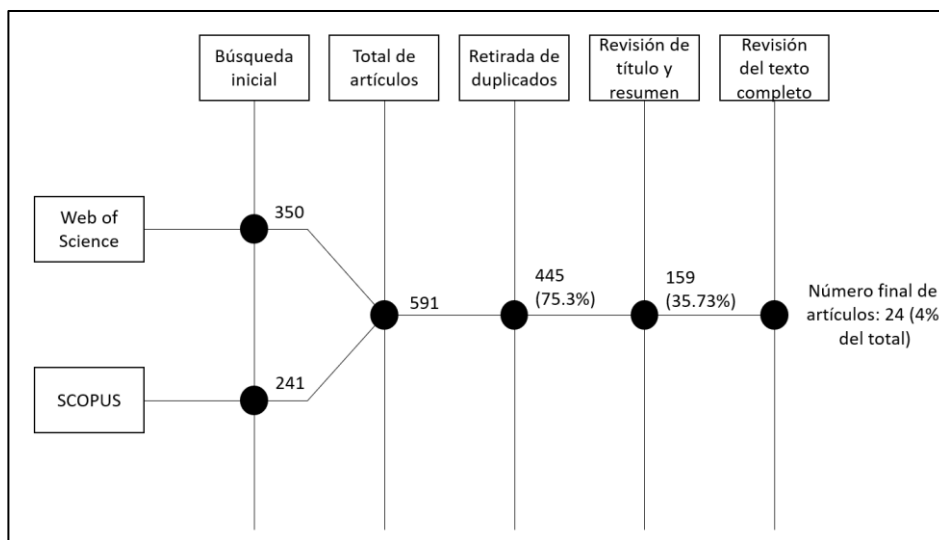 Búsqueda
inicial
Total de
artículos
Retirada de
duplicados
Revisión de
título y
resumen
Revisión
del texto
completo
Web of
Science
350
591
445
(75.3%)
159
(35.73%)
Número final de
artículos: 24 (4%
del total)
SCOPUS
241